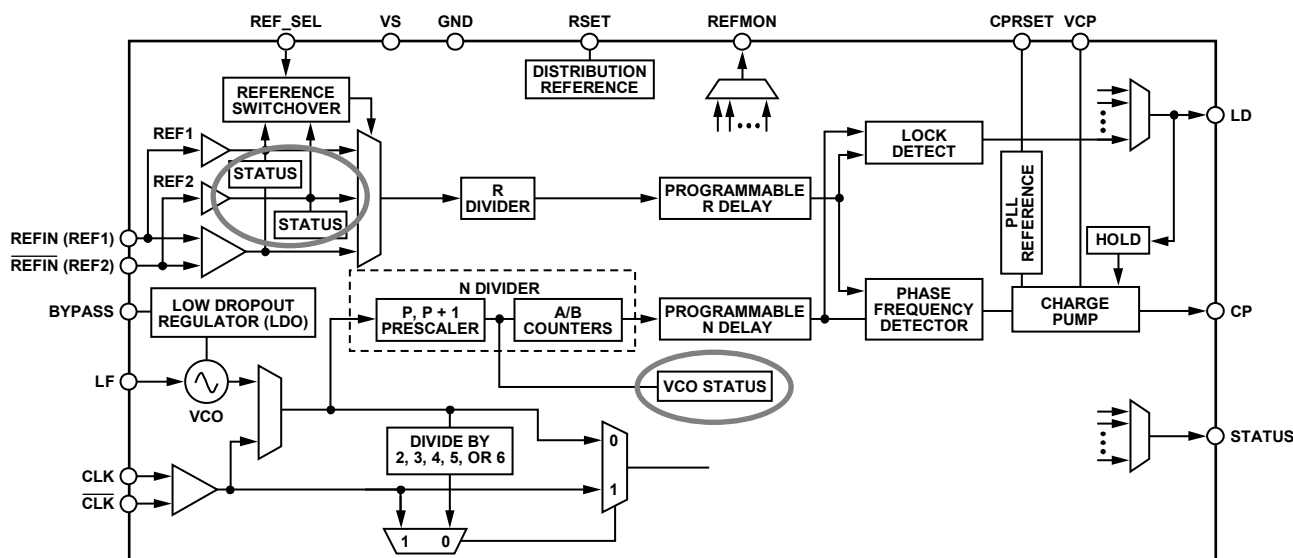 REF_SEL
VS
GND
RSET
REFMON
CPRSET
VCP
DISTRIBUTION
REFERENCE
REFERENCE
SWITCHOVER
REF1
STATUS
REF2
STATUS
REFIN (REF1)
REFIN (REF2)
BYPASS
LOW DROPOUT
REGULATOR (LDO)
LF
VCO
CLK
CLK
R
DIVIDER
PROGRAMMABLE
R DELAY
LOCK
DETECT
PLL
REFERENCE
LD
HOLD
N DIVIDER
P, P + 1
PRESCALER
A/B
COUNTERS
PROGRAMMABLE
N DELAY
PHASE
FREQUENCY
DETECTOR
CHARGE
PUMP
CP
VCO STATUS
DIVIDE BY
2, 3, 4, 5, OR 6
0
1
1 0
STATUS